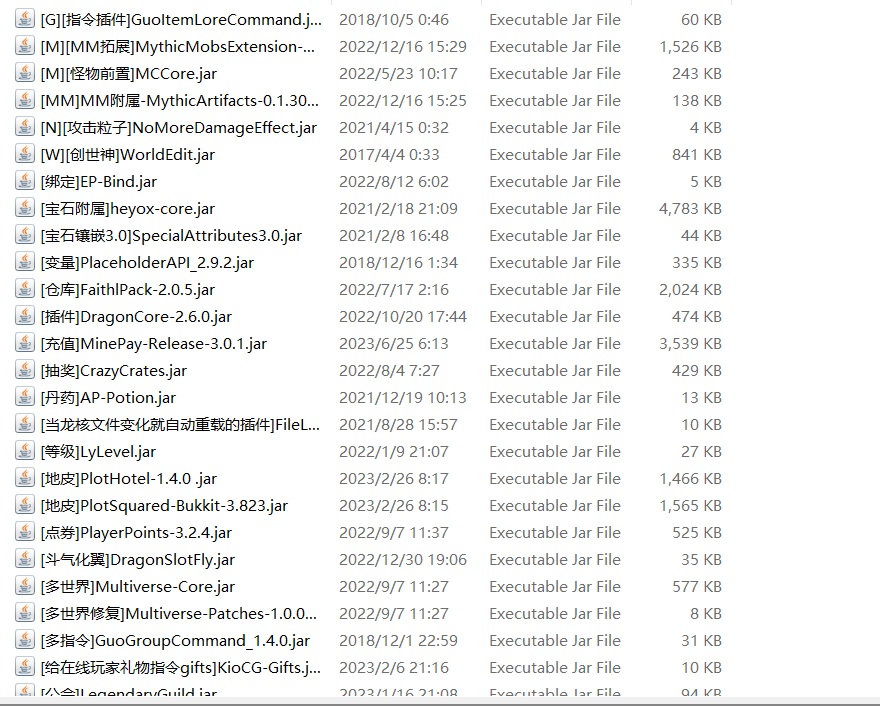 [G][指令插件]GuoItemLoreCommand.j... 2018/10/5 0:46 Executable Jar File 60 KB
[M][MM拓展]MythicMobsExtension-... 2022/12/16 15:29 Executable Jar File 1,526 KB
[M][怪物前置]MCCore.jar 2022/5/23 10:17 Executable Jar File 243 KB
[MM]MM附属-MythicArtifacts-0.1.30... 2022/12/16 15:25 Executable Jar File 138 KB
[N][攻击粒子]NoMoreDamageEffect.jar 2021/4/15 0:32 Executable Jar File 4 KB
[W][创世神]WorldEdit.jar 2017/4/4 0:33 Executable Jar File 841 KB
[绑定]EP-Bind.jar 2022/8/12 6:02 Executable Jar File 5 KB
[宝石附属]heyox-core.jar 2021/2/18 21:09 Executable Jar File 4,783 KB
[宝石镶嵌3.0]SpecialAttributes3.0.jar 2021/2/8 16:48 Executable Jar File 44 KB
[变量]PlaceholderAPI_2.9.2.jar 2018/12/16 1:34 Executable Jar File 335 KB
[仓库]FaithlPack-2.0.5.jar 2022/7/17 2:16 Executable Jar File 2,024 KB
[插件]DragonCore-2.6.0.jar 2022/10/20 17:44 Executable Jar File 474 KB
[充值]MinePay-Release-3.0.1.jar 2023/6/25 6:13 Executable Jar File 3,539 KB
[抽奖]CrazyCrates.jar 2022/8/4 7:27 Executable Jar File 429 KB
[丹药]AP-Potion.jar 2021/12/19 10:13 Executable Jar File 13 KB
[当龙核文件变化就自动重载的插件]FileL... 2021/8/28 15:57 Executable Jar File 10 KB
[等级]LyLevel.jar 2022/1/9 21:07 Executable Jar File 27 KB
[地皮]PlotHotel-1.4.0 .jar 2023/2/26 8:17 Executable Jar File 1,466 KB
[地皮]PlotSquared-Bukkit-3.823.jar 2023/2/26 8:15 Executable Jar File 1,565 KB
[点券]PlayerPoints-3.2.4.jar 2022/9/7 11:37 Executable Jar File 525 KB
[斗气化翼]DragonSlotFly.jar 2022/12/30 19:06 Executable Jar File 35 KB
[多世界]Multiverse-Core.jar 2022/9/7 11:27 Executable Jar File 577 KB
[多世界修复]Multiverse-Patches-1.0.0... 2022/9/7 11:27 Executable Jar File 8 KB
[多指令]GuoGroupCommand_1.4.0.jar 2018/12/1 22:59 Executable Jar File 31 KB
[给在线玩家礼物指令gifts]KioCG-Gifts.j... 2023/2/6 21:16 Executable Jar File 10 KB
[公会]LegendaryGuild.jar 2023/1/16 21:08 Executable Jar File 94 KB